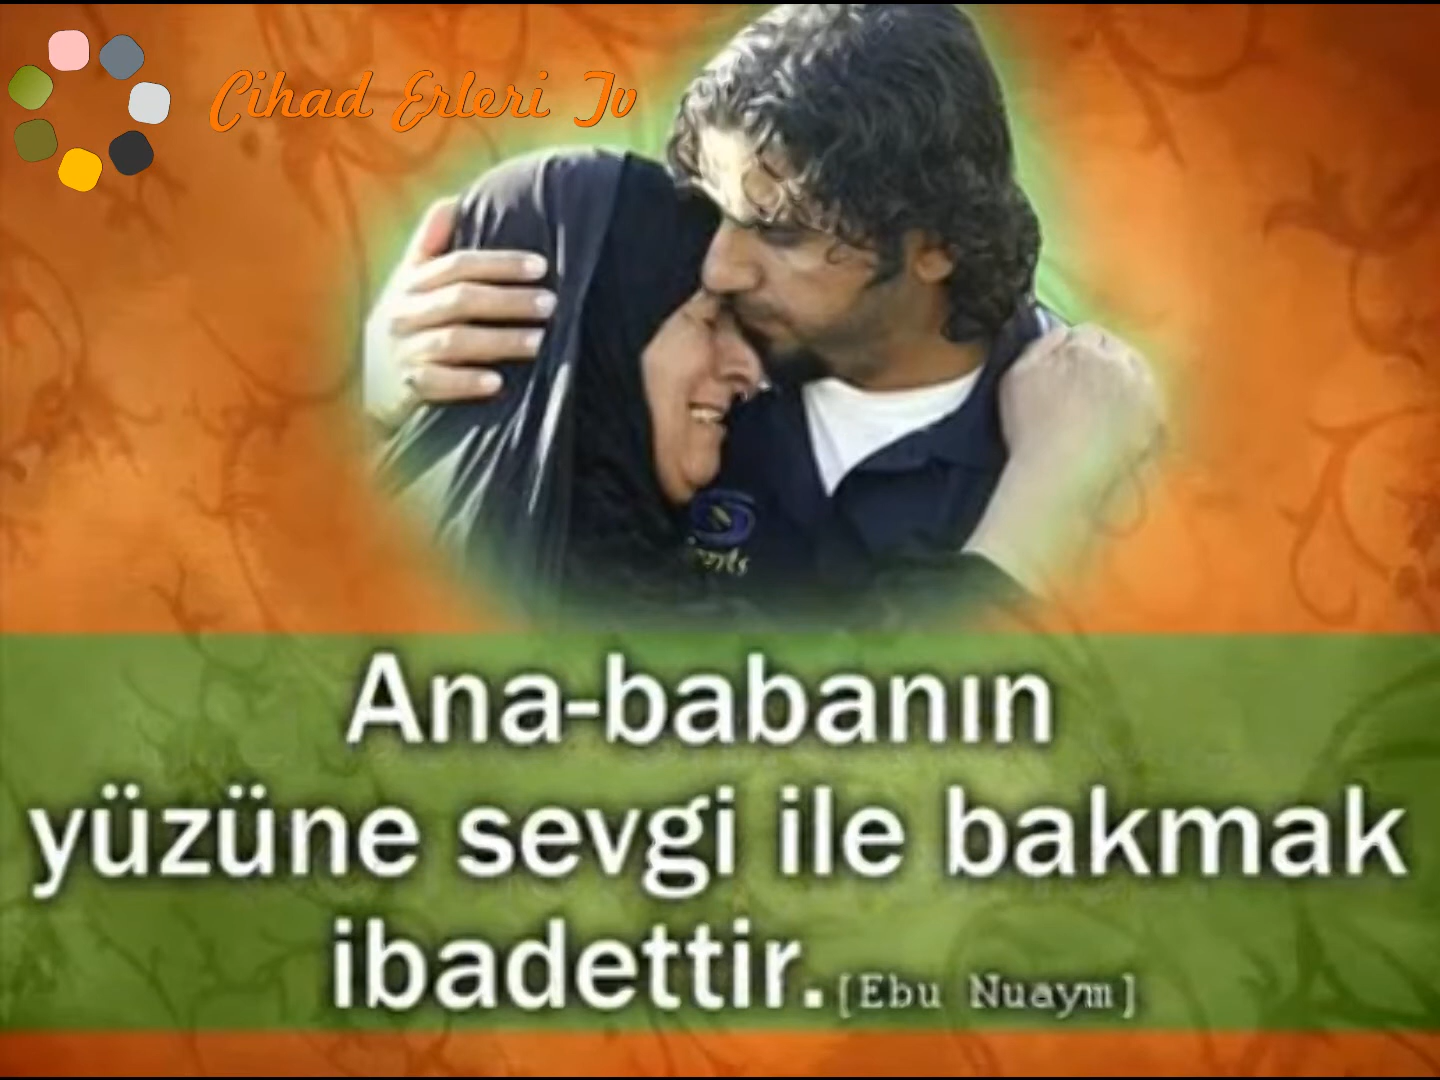 Cihad Erleri Tv
Ana-babanın
yüzüne sevgi ile bakmak
ibadettir. [Ebu Nuaym]